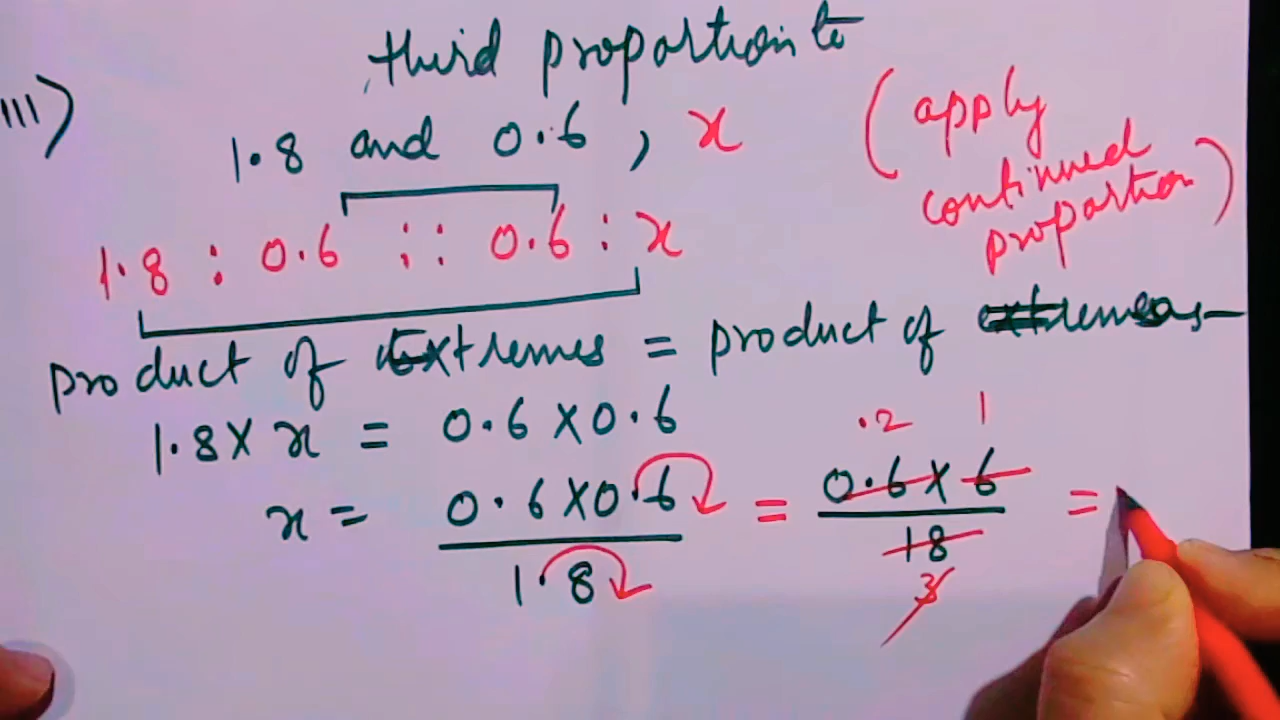 third proportion to
III)
1.8 and 0.6 , x
(apply
continued
proportion)
1.8 : 0.6 :: 0.6 : x
product of extremes = product of
1.8 X x = 0.6 X 0.6
x = 0.6 X 0.6 / 1.8 = 0.6 X 6 / 18 =
.2 1
3